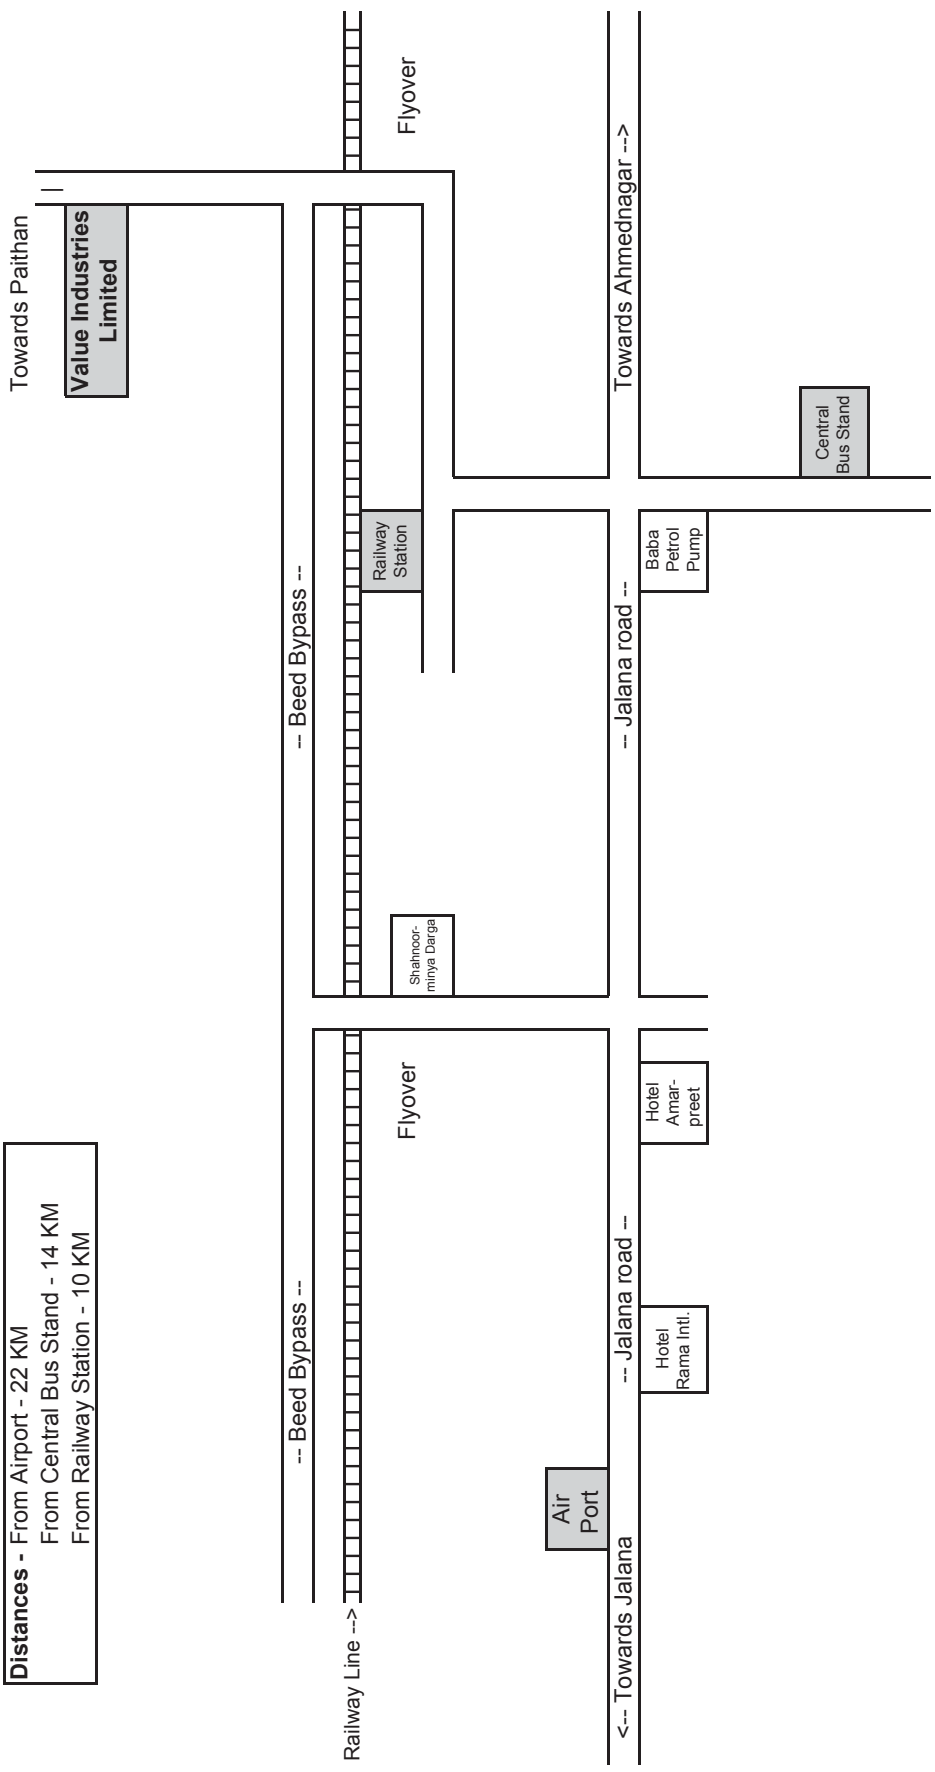 Distances - From Airport - 22 KM
From Central Bus Stand - 14 KM
From Railway Station - 10 KM
Towards Paithan
Value Industries
Limited
-- Beed Bypass --
-- Beed Bypass --
Railway Line -->
Flyover
Shahnoor-
minya Darga
Railway
Station
Flyover
Air
Port
<-- Towards Jalana
-- Jalana road --
-- Jalana road --
Towards Ahmednagar -->
Hotel
Rama Intl.
Hotel
Amar-
preet
Baba
Petrol
Pump
Central
Bus Stand